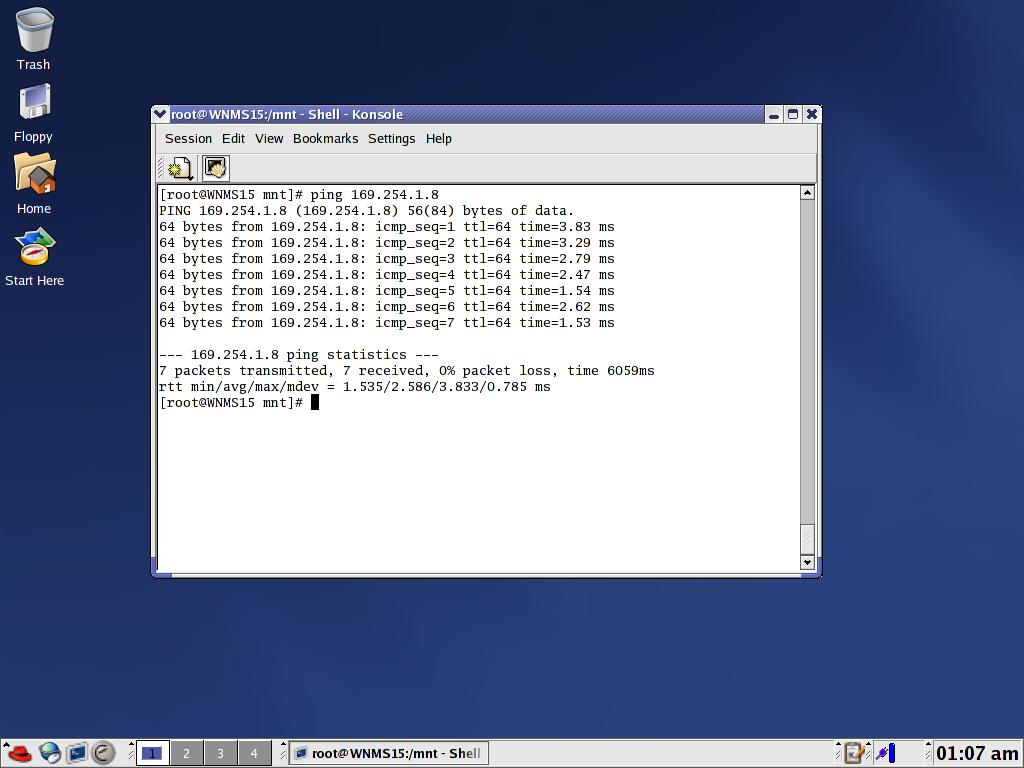 Trash
Floppy
Home
Start Here
root@WNMS15:/mnt - Shell - Konsole
Session Edit View Bookmarks Settings Help
[root@WNMS15 mnt]# ping 169.254.1.8
PING 169.254.1.8 (169.254.1.8) 56(84) bytes of data.
64 bytes from 169.254.1.8: icmp_seq=1 ttl=64 time=3.83 ms
64 bytes from 169.254.1.8: icmp_seq=2 ttl=64 time=3.29 ms
64 bytes from 169.254.1.8: icmp_seq=3 ttl=64 time=2.79 ms
64 bytes from 169.254.1.8: icmp_seq=4 ttl=64 time=2.47 ms
64 bytes from 169.254.1.8: icmp_seq=5 ttl=64 time=1.54 ms
64 bytes from 169.254.1.8: icmp_seq=6 ttl=64 time=2.62 ms
64 bytes from 169.254.1.8: icmp_seq=7 ttl=64 time=1.53 ms
--- 169.254.1.8 ping statistics ---
7 packets transmitted, 7 received, 0% packet loss, time 6059ms
rtt min/avg/max/mdev = 1.535/2.586/3.833/0.785 ms
[root@WNMS15 mnt]#
1 2 3 4 root@WNMS15:/mnt - Shell 01:07 am